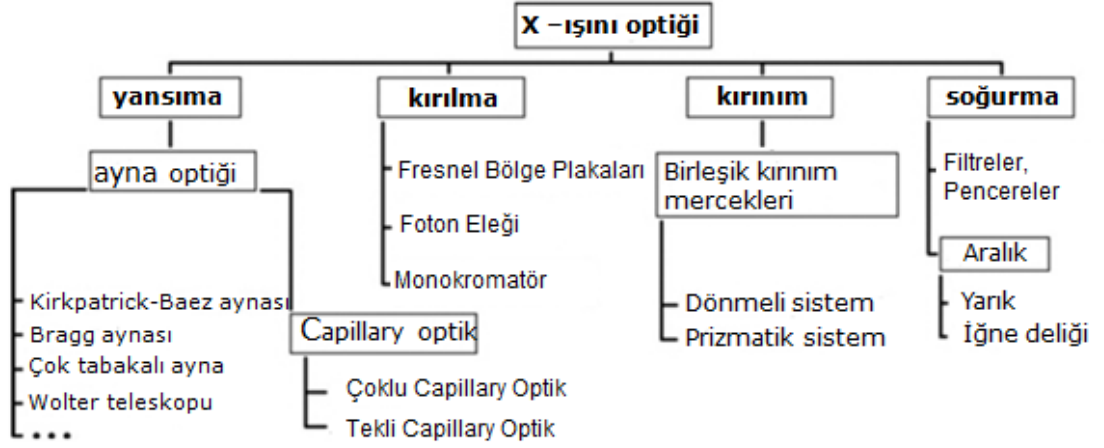 X –ışını optiği
yansıma
kırılma
kırınım
soğurma
ayna optiği
Kirkpatrick-Baez aynası
Bragg aynası
Çok tabakalı ayna
Wolter teleskopu
•••
Capillary optik
Çoklu Capillary Optik
Tekli Capillary Optik
Fresnel Bölge Plakaları
Foton Eleği
Monokromatör
Birleşik kırınım
mercekleri
Dönmeli sistem
Prizmatik sistem
Filtreler,
Pencereler
Aralık
Yarık
İğne deliği